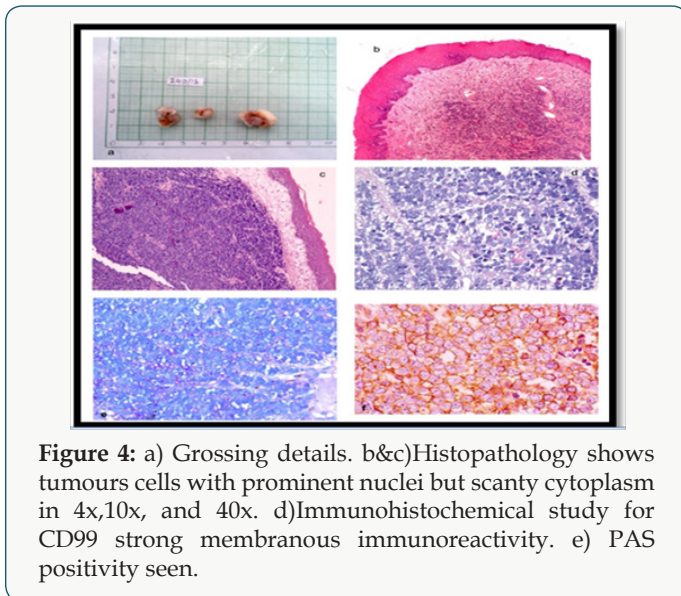 a
b
c
d
e
f
Figure 4: a) Grossing details. b&c)Histopathology shows
tumours cells with prominent nuclei but scanty cytoplasm
in 4x,10x, and 40x. d)Immunohistochemical study for
CD99 strong membranous immunoreactivity. e) PAS
positivity seen.